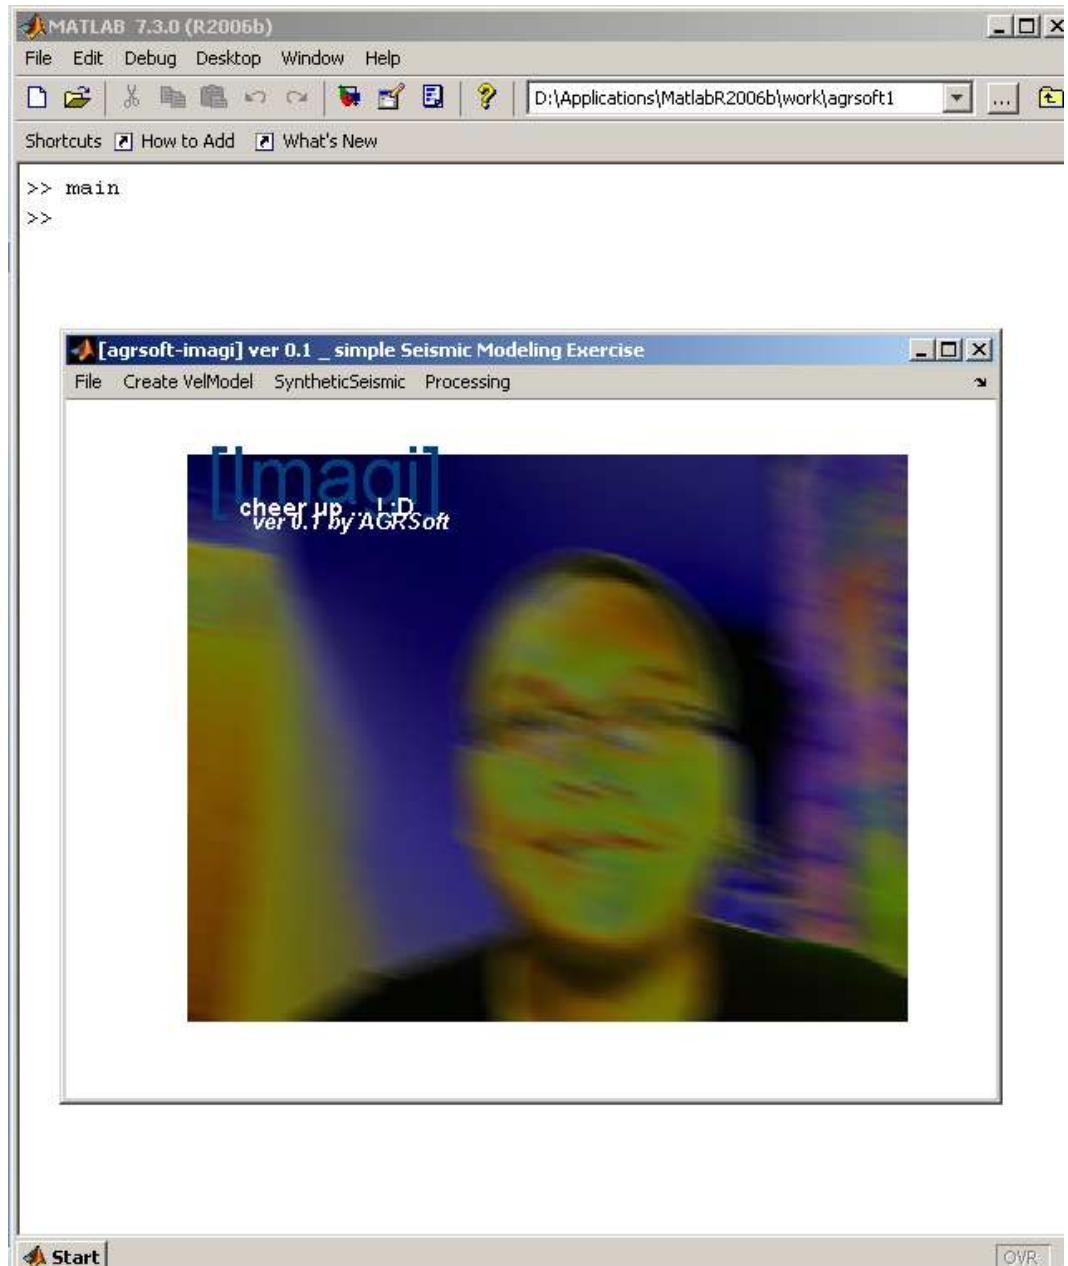 MATLAB 7.3.0 (R2006b)
File Edit Debug Desktop Window Help
D:\Applications\MatlabR2006b\work\agrsoft1
...
Shortcuts How to Add What's New
>> main
>>
[agrsoft-imagi] ver 0.1 _ simple Seismic Modeling Exercise
File Create VelModel SyntheticSeismic Processing
[Imagi]
cheer up ... ! :D
ver 0.1 by AGRSoft
Start
OVR